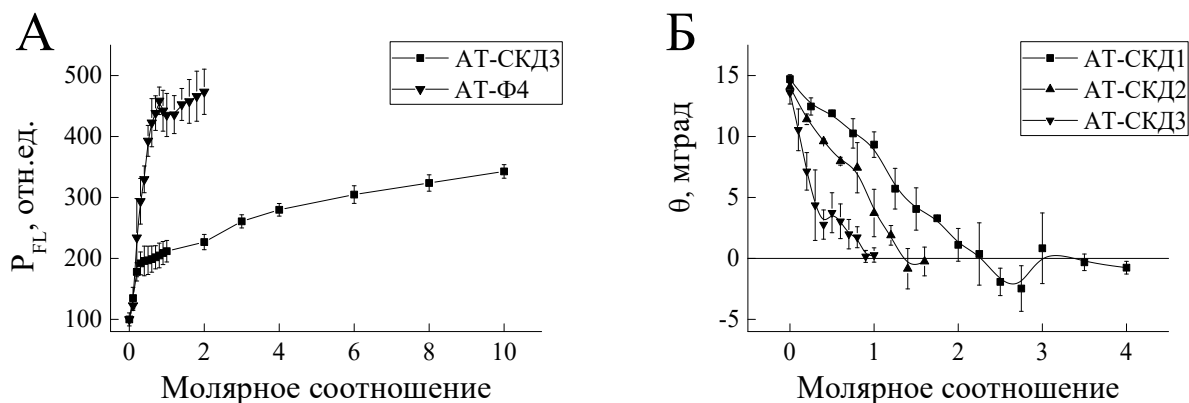 А
АТ-СКД3
АТ-Ф4
500
400
300
200
100
0
2
4
6
8
10
P_FL, отн.ед.
Молярное соотношение
Б
АТ-СКД1
АТ-СКД2
АТ-СКД3
15
10
5
0
-5
0
1
2
3
4
θ, мград
Молярное соотношение